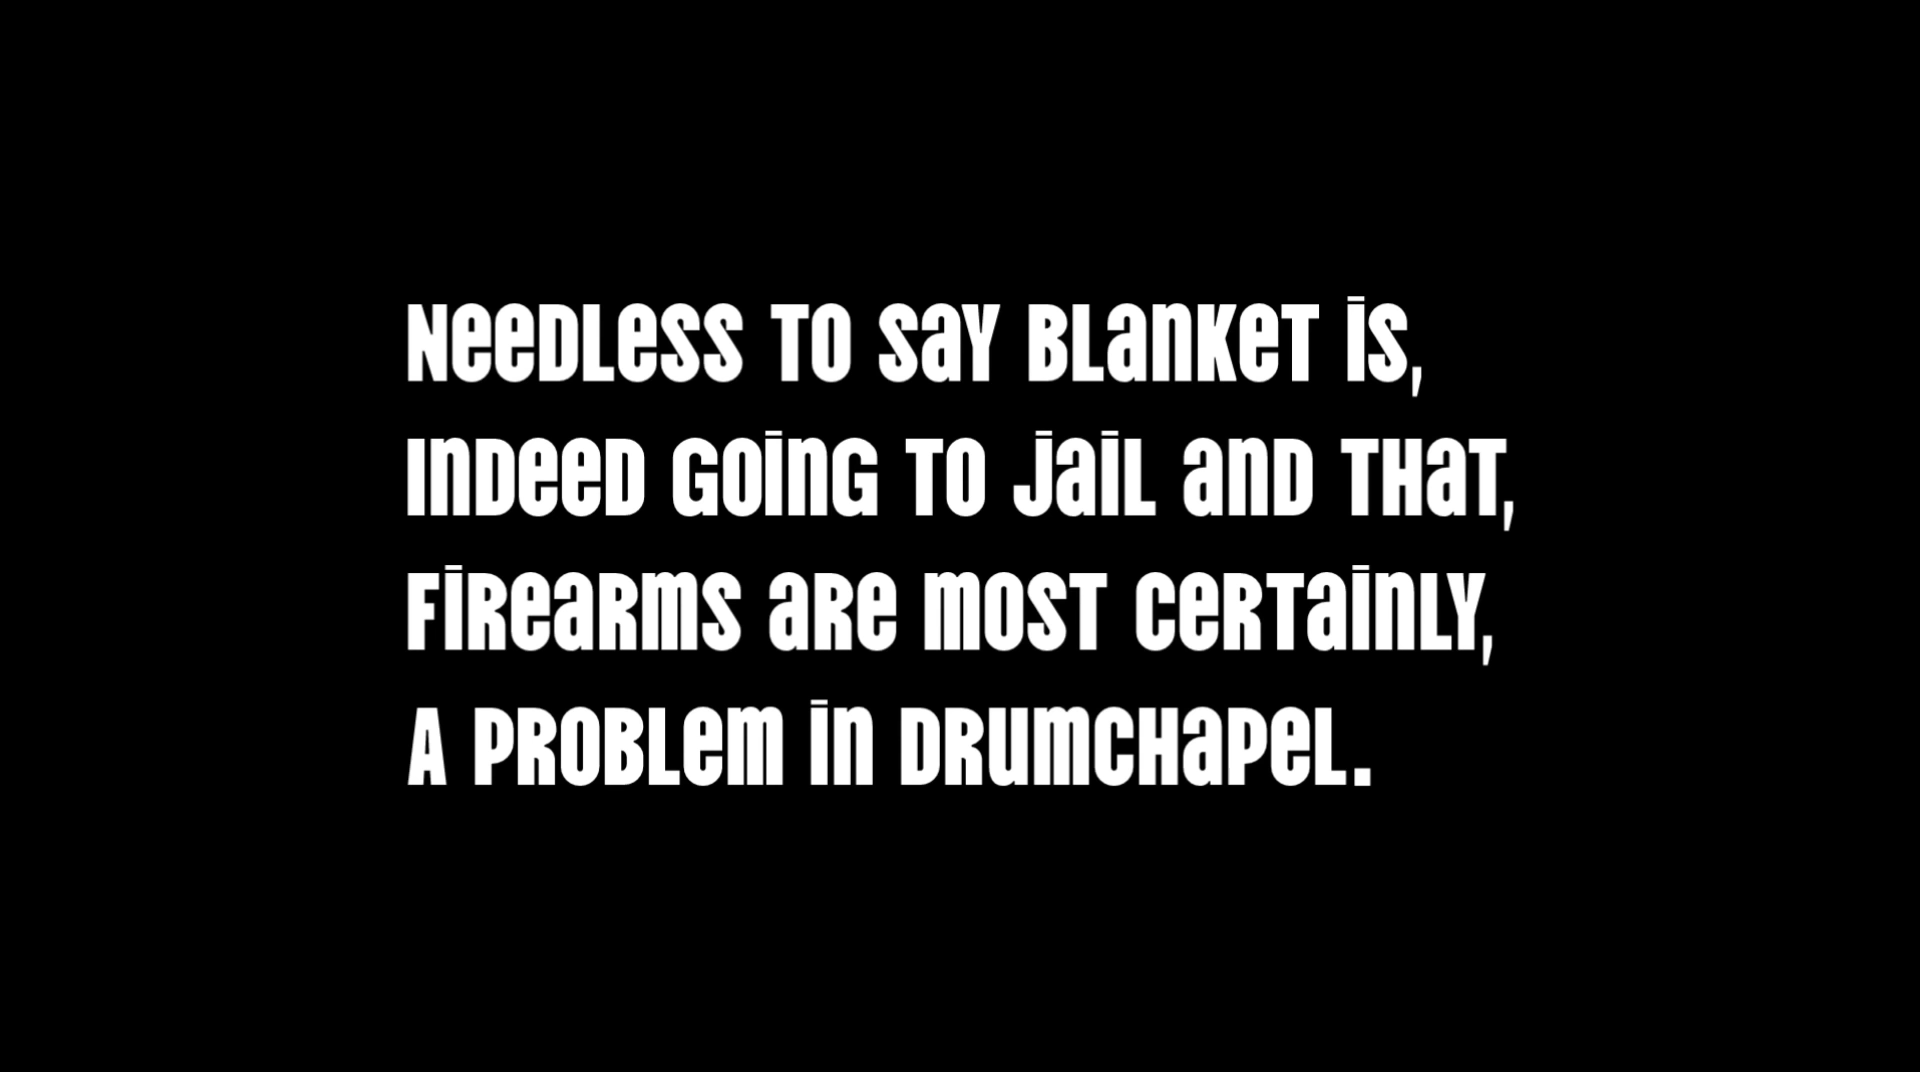 Needless to say Blanket is,
Indeed going to jail and that,
Firearms are most certainly,
A problem in Drumchapel.